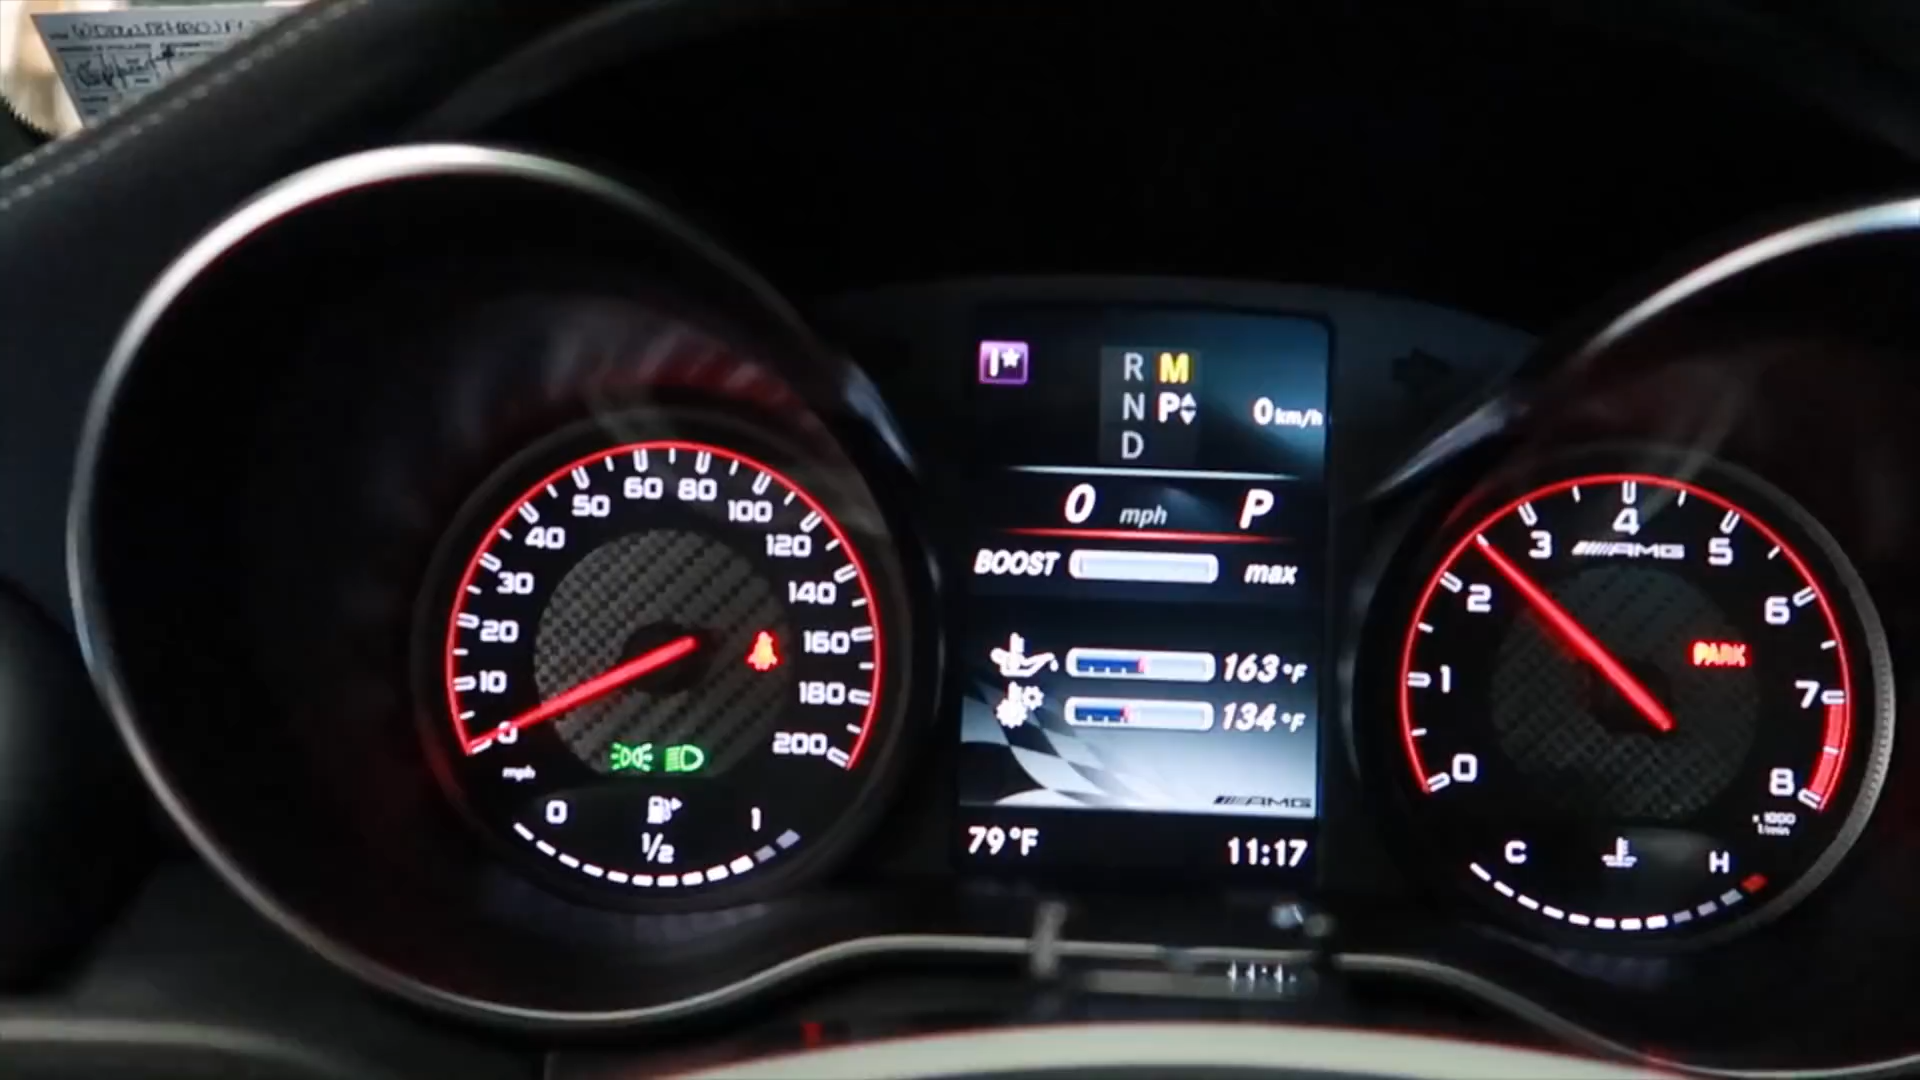 R M
N P 0 km/h
D
0 mph P
BOOST max
163°F
134°F
AMG
79°F 11:17
0 10 20 30 40 50 60 80 100 120 140 160 180 200
mph
0 1/2 1
0 1 2 3 4 5 6 7 8
AMG
PARK
x 1000
1/min
C H